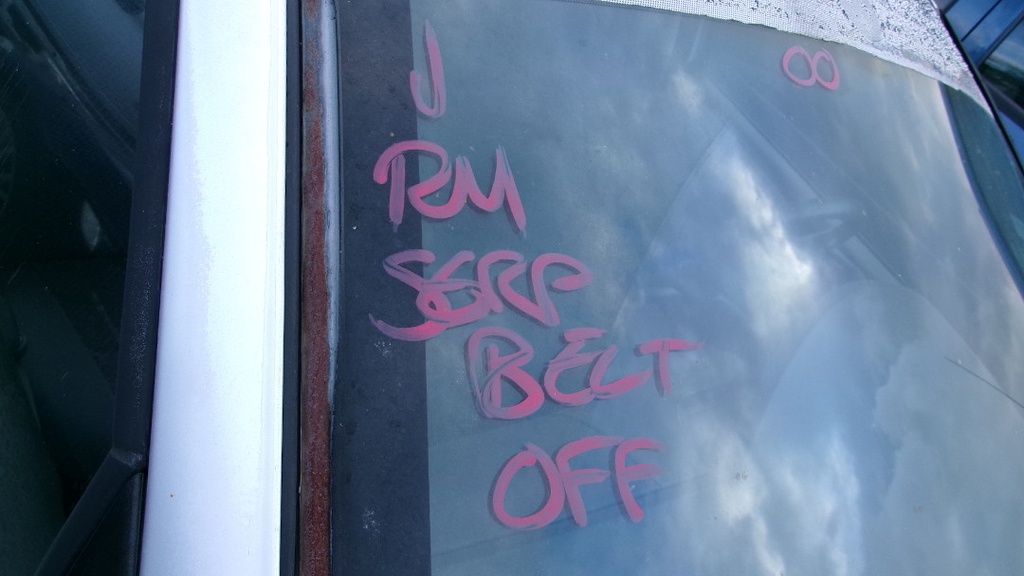 J
RM
SERP
BELT
OFF
00